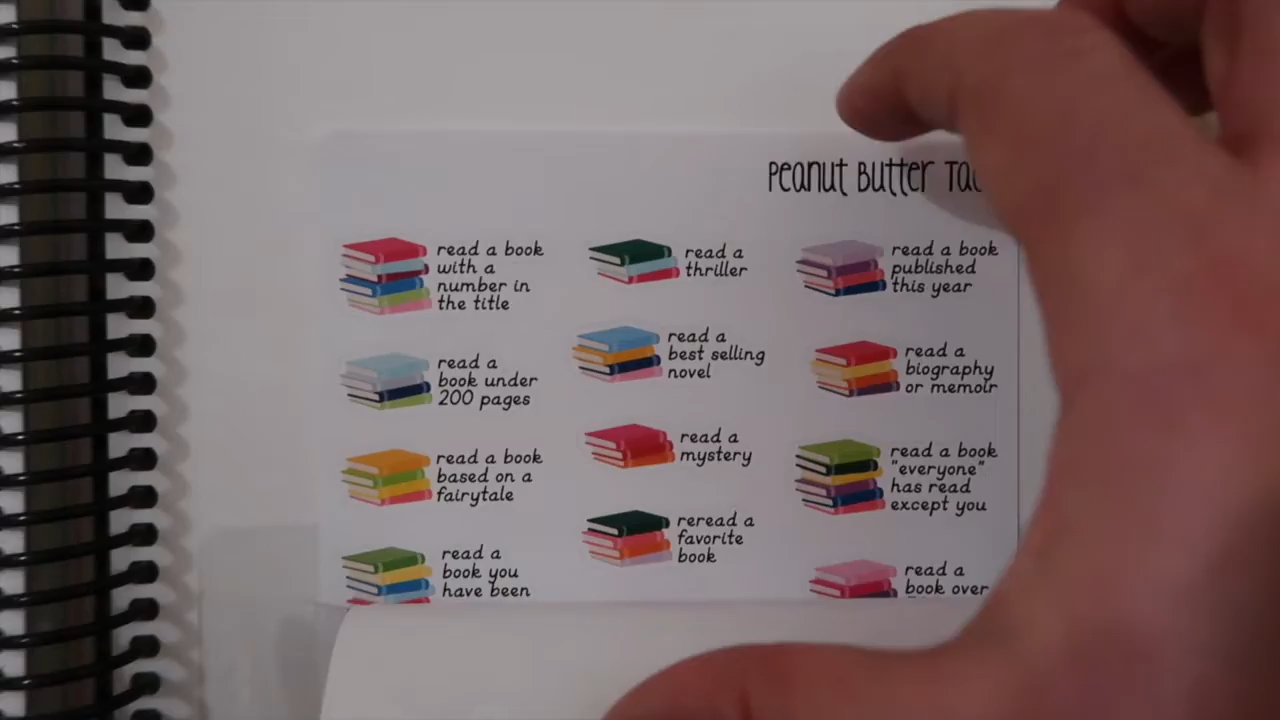 Peanut Butter
read a book
with a
number in
the title
read a
book under
200 pages
read a book
based on a
fairytale
read a
book you
have been
read a
thriller
read a
best selling
novel
read a
mystery
reread a
favorite
book
read a book
published
this year
read a
biography
or memoir
read a book
"everyone"
has read
except you
read a
book over